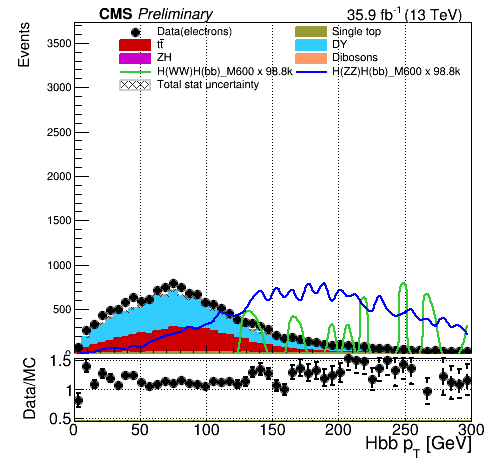 CMS Preliminary 35.9 fb⁻¹ (13 TeV)
Events
Data(electrons) Single top
tt̄ DY
ZH Dibosons
H(WW)H(bb)_M600 x 98.8k H(ZZ)H(bb)_M600 x 98.8k
Total stat uncertainty
3500
3000
2500
2000
1500
1000
500
0
Data/MC
1.5
1
0.5
0 50 100 150 200 250 300
Hbb p_T [GeV]